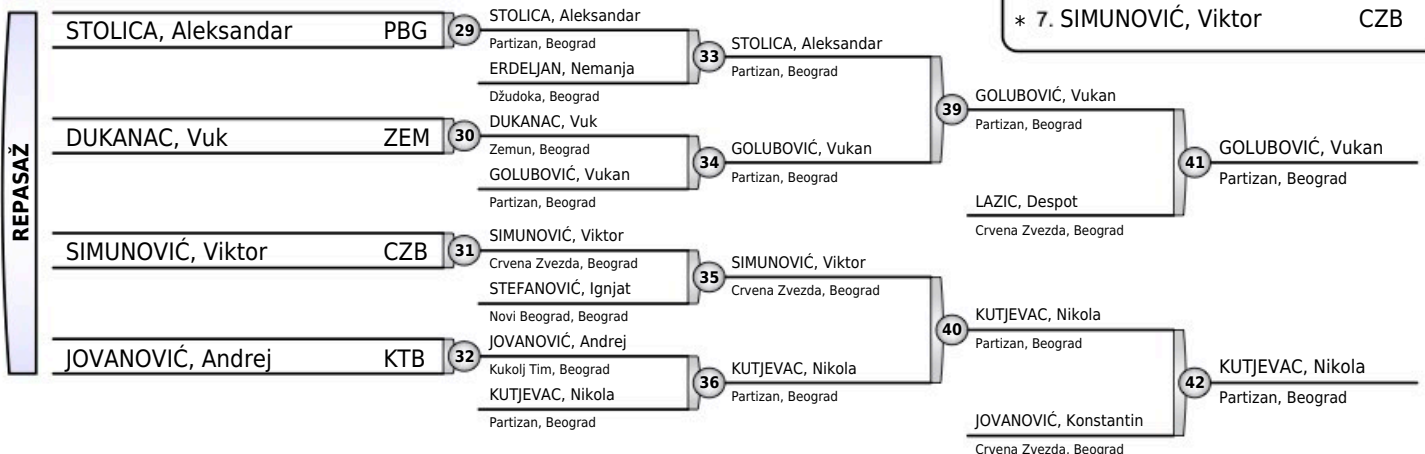 * 7. SIMUNOVIĆ, Viktor CZB
REPASAŽ
STOLICA, Aleksandar PBG
29
STOLICA, Aleksandar
Partizan, Beograd
ERDELJAN, Nemanja
Džudoka, Beograd
33
STOLICA, Aleksandar
Partizan, Beograd
DUKANAC, Vuk ZEM
30
DUKANAC, Vuk
Zemun, Beograd
GOLUBOVIĆ, Vukan
Partizan, Beograd
34
GOLUBOVIĆ, Vukan
Partizan, Beograd
39
GOLUBOVIĆ, Vukan
Partizan, Beograd
LAZIC, Despot
Crvena Zvezda, Beograd
41
GOLUBOVIĆ, Vukan
Partizan, Beograd
SIMUNOVIĆ, Viktor CZB
31
SIMUNOVIĆ, Viktor
Crvena Zvezda, Beograd
STEFANOVIĆ, Ignjat
Novi Beograd, Beograd
35
SIMUNOVIĆ, Viktor
Crvena Zvezda, Beograd
JOVANOVIĆ, Andrej KTB
32
JOVANOVIĆ, Andrej
Kukolj Tim, Beograd
KUTJEVAC, Nikola
Partizan, Beograd
36
KUTJEVAC, Nikola
Partizan, Beograd
40
KUTJEVAC, Nikola
Partizan, Beograd
JOVANOVIĆ, Konstantin
Crvena Zvezda, Beograd
42
KUTJEVAC, Nikola
Partizan, Beograd